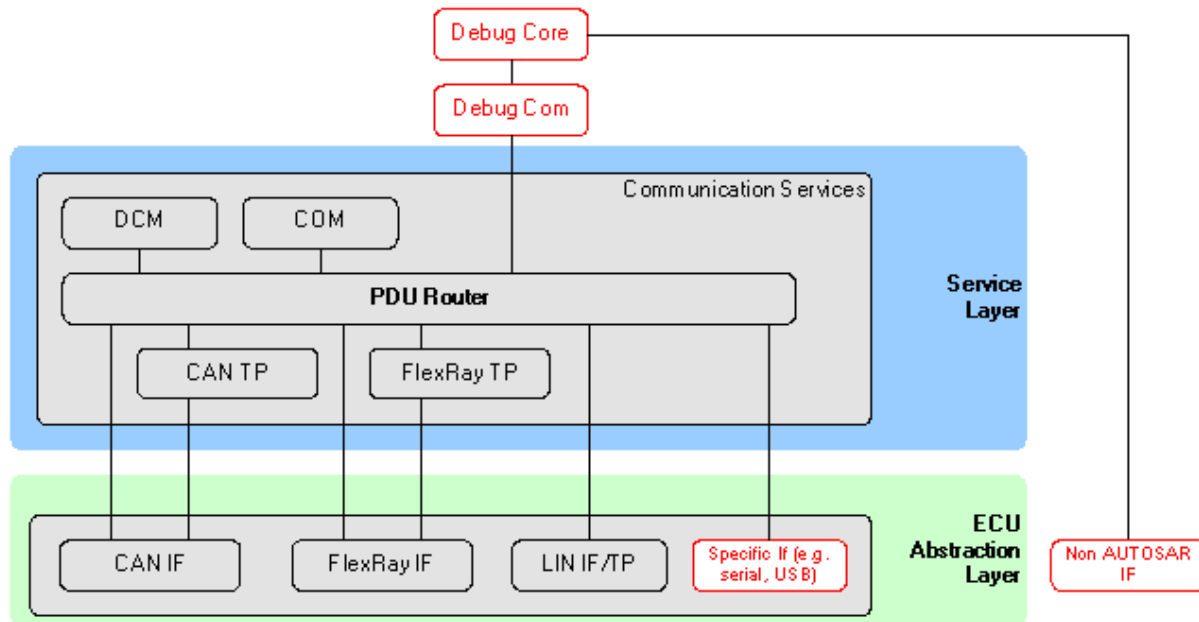 Debug Core
Debug Com
Communication Services
DCM
COM
PDU Router
Service
Layer
CAN TP
FlexRay TP
ECU
Abstraction
Layer
CAN IF
FlexRay IF
LIN IF/TP
Specific If (e.g.
serial, USB)
Non AUTOSAR
IF